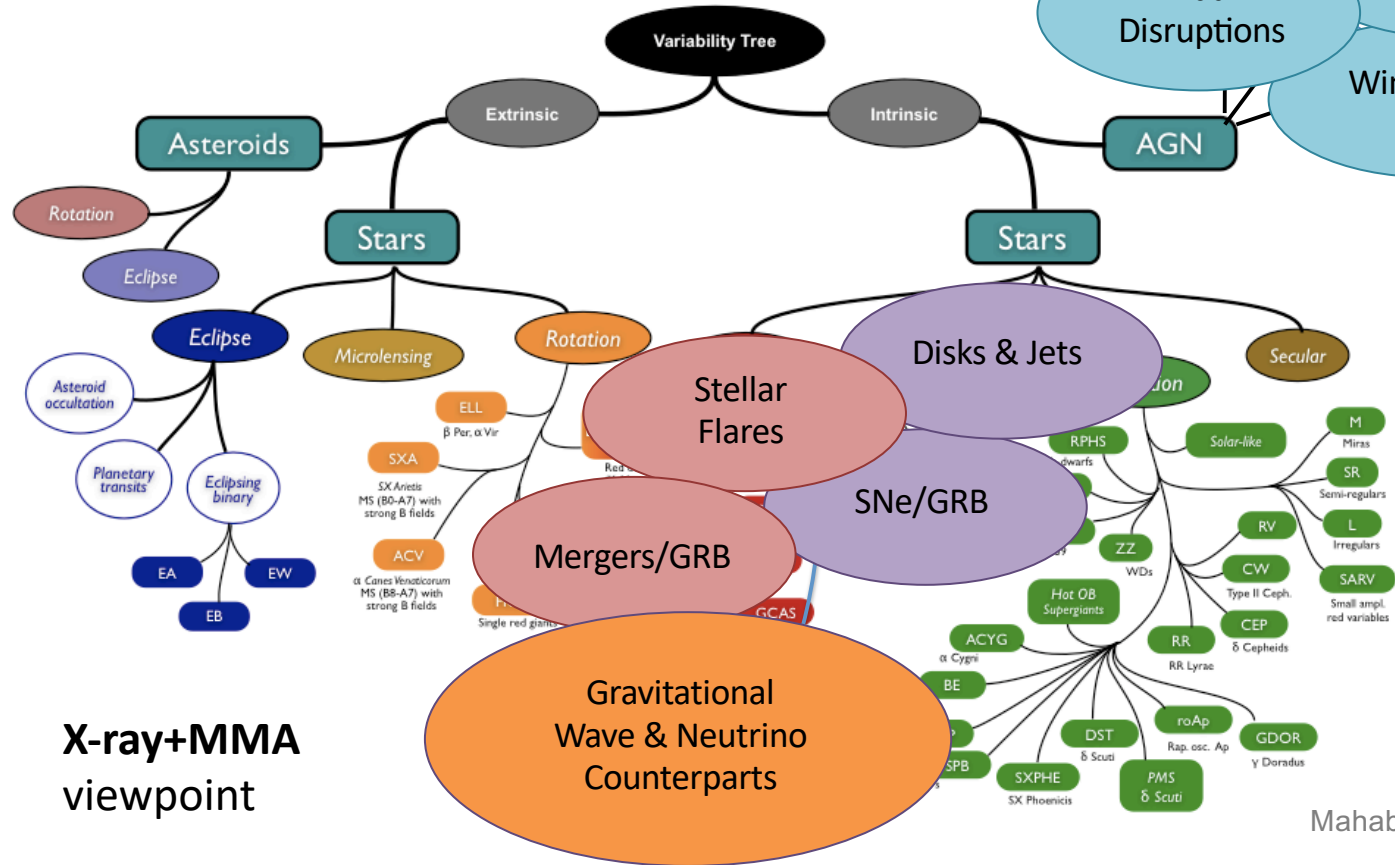 Variability Tree
Disruptions
Extrinsic
Intrinsic
Asteroids
AGN
Rotation
Eclipse
Stars
Stars
Eclipse
Microlensing
Rotation
Stellar
Flares
Disks & Jets
Secular
Asteroid
occultation
Planetary
transits
Eclipsing
binary
EA
EB
EW
ELL
β Per, α Vir
SXA
SX Arietis
MS (B0-A7) with
strong B fields
ACV
α Canes Venaticorum
MS (B8-A7) with
strong B fields
Red
Single red giants
Mergers/GRB
SNe/GRB
GCAS
Gravitational
Wave & Neutrino
Counterparts
RPHS
Solar-like
M
Miras
SR
Semi-regulars
L
Irregulars
SARV
Small ampl.
red variables
ZZ
WDs
RV
CW
Type II Ceph.
CEP
δ Cepheids
RR
RR Lyrae
Hot OB
Supergiants
ACYG
α Cygni
BE
SPB
SXPHE
SX Phoenicis
DST
δ Scuti
PMS
δ Scuti
roAp
Rap. osc. Ap
GDOR
γ Doradus
X-ray+MMA
viewpoint
Mahab